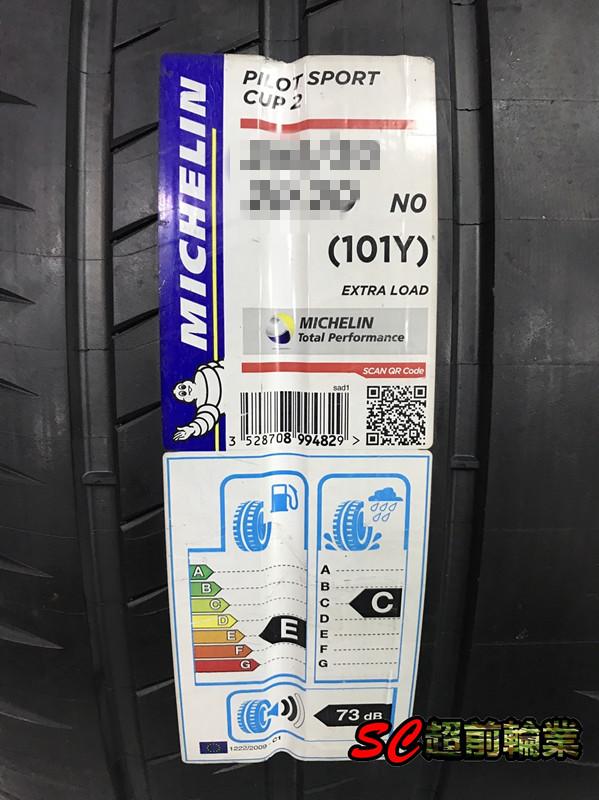 MICHELIN
PILOT SPORT
CUP 2
N0
(101Y)
EXTRA LOAD
MICHELIN
Total Performance
SCAN QR Code
sad1
3 528708 994829 >
A
B
C
D
E
F
G
E
A
B
C
D
E
F
G
C
73 dB
1222/2009 - C1
SC超前輪業